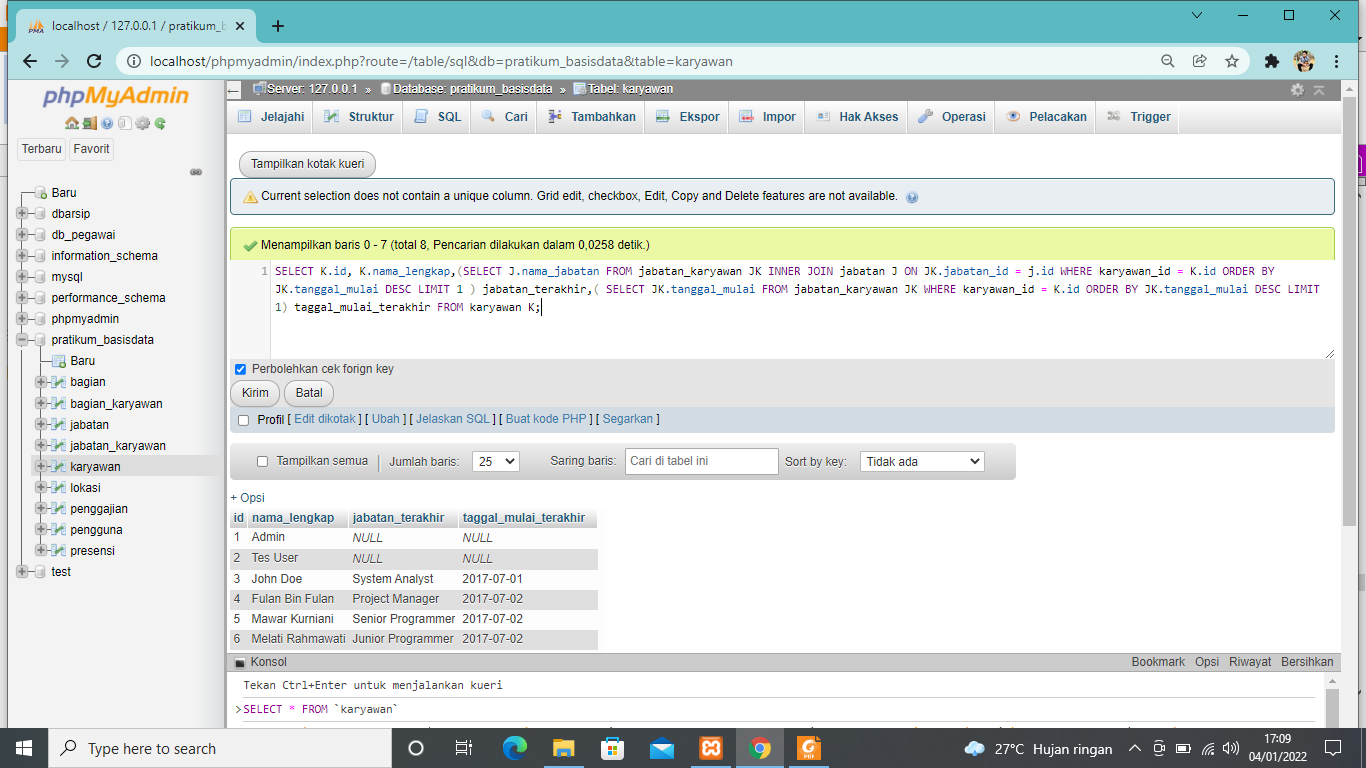 localhost / 127.0.0.1 / pratikum_b
localhost/phpmyadmin/index.php?route=/table/sql&db=pratikum_basisdata&table=karyawan
phpMyAdmin
Terbaru Favorit
Baru
dbarsip
db_pegawai
information_schema
mysql
performance_schema
phpmyadmin
pratikum_basisdata
Baru
bagian
bagian_karyawan
jabatan
jabatan_karyawan
karyawan
lokasi
penggajian
pengguna
presensi
test
Server: 127.0.0.1 » Database: pratikum_basisdata » Tabel: karyawan
Jelajahi Struktur SQL Cari Tambahkan Ekspor Impor Hak Akses Operasi Pelacakan Trigger
Tampilkan kotak kueri
Current selection does not contain a unique column. Grid edit, checkbox, Edit, Copy and Delete features are not available.
Menampilkan baris 0 - 7 (total 8, Pencarian dilakukan dalam 0,0258 detik.)
1 SELECT K.id, K.nama_lengkap,(SELECT J.nama_jabatan FROM jabatan_karyawan JK INNER JOIN jabatan J ON JK.jabatan_id = j.id WHERE karyawan_id = K.id ORDER BY
JK.tanggal_mulai DESC LIMIT 1 ) jabatan_terakhir,( SELECT JK.tanggal_mulai FROM jabatan_karyawan JK WHERE karyawan_id = K.id ORDER BY JK.tanggal_mulai DESC LIMIT
1) taggal_mulai_terakhir FROM karyawan K;
Perbolehkan cek forign key
Kirim Batal
Profil [ Edit dikotak ] [ Ubah ] [ Jelaskan SQL ] [ Buat kode PHP ] [ Segarkan ]
Tampilkan semua | Jumlah baris: 25 Saring baris: Cari di tabel ini Sort by key: Tidak ada
+ Opsi
id nama_lengkap jabatan_terakhir taggal_mulai_terakhir
1 Admin NULL NULL
2 Tes User NULL NULL
3 John Doe System Analyst 2017-07-01
4 Fulan Bin Fulan Project Manager 2017-07-02
5 Mawar Kurniani Senior Programmer 2017-07-02
6 Melati Rahmawati Junior Programmer 2017-07-02
Konsol Bookmark Opsi Riwayat Bersihkan
Tekan Ctrl+Enter untuk menjalankan kueri
>SELECT * FROM `karyawan`
Type here to search
27°C Hujan ringan
17:09
04/01/2022